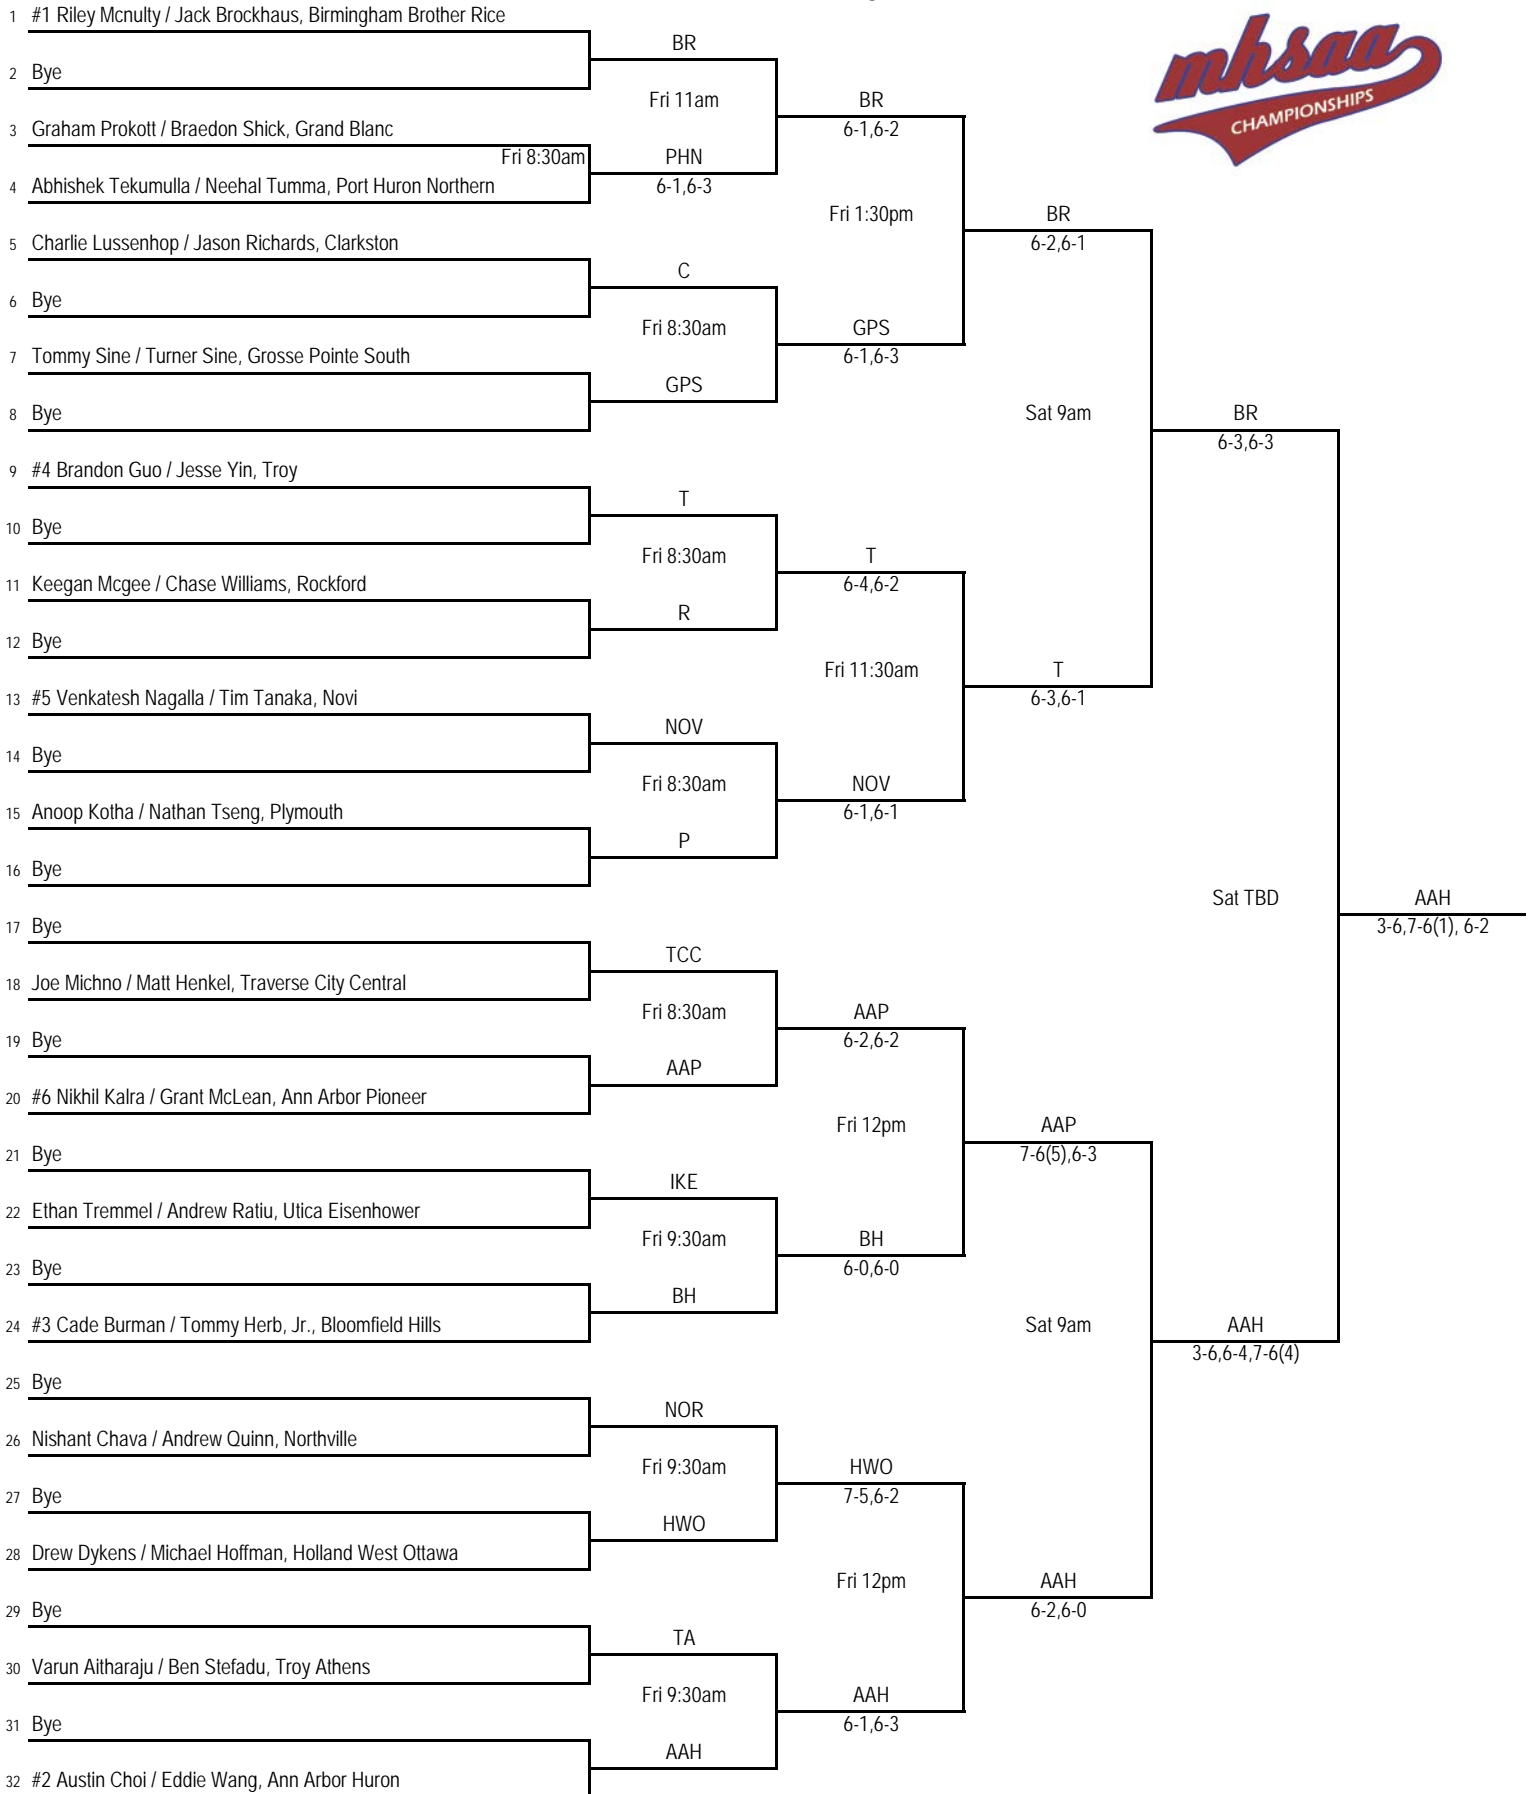 1 #1 Riley Mcnulty / Jack Brockhaus, Birmingham Brother Rice
BR
2 Bye
Fri 11am
BR
6-1,6-2
3 Graham Prokott / Braedon Shick, Grand Blanc
Fri 8:30am
PHN
6-1,6-3
4 Abhishek Tekumulla / Neehal Tumma, Port Huron Northern
Fri 1:30pm
BR
6-2,6-1
5 Charlie Lussenhop / Jason Richards, Clarkston
C
6 Bye
Fri 8:30am
GPS
6-1,6-3
7 Tommy Sine / Turner Sine, Grosse Pointe South
GPS
8 Bye
Sat 9am
BR
6-3,6-3
9 #4 Brandon Guo / Jesse Yin, Troy
T
10 Bye
Fri 8:30am
T
6-4,6-2
11 Keegan Mcgee / Chase Williams, Rockford
R
12 Bye
Fri 11:30am
T
6-3,6-1
13 #5 Venkatesh Nagalla / Tim Tanaka, Novi
NOV
14 Bye
Fri 8:30am
NOV
6-1,6-1
15 Anoop Kotha / Nathan Tseng, Plymouth
P
16 Bye
Sat TBD
AAH
3-6,7-6(1), 6-2
17 Bye
TCC
18 Joe Michno / Matt Henkel, Traverse City Central
Fri 8:30am
AAP
6-2,6-2
19 Bye
AAP
20 #6 Nikhil Kalra / Grant McLean, Ann Arbor Pioneer
Fri 12pm
AAP
7-6(5),6-3
21 Bye
IKE
22 Ethan Tremmel / Andrew Ratiu, Utica Eisenhower
Fri 9:30am
BH
6-0,6-0
23 Bye
BH
24 #3 Cade Burman / Tommy Herb, Jr., Bloomfield Hills
Sat 9am
AAH
3-6,6-4,7-6(4)
25 Bye
NOR
26 Nishant Chava / Andrew Quinn, Northville
Fri 9:30am
HWO
7-5,6-2
27 Bye
HWO
28 Drew Dykens / Michael Hoffman, Holland West Ottawa
Fri 12pm
AAH
6-2,6-0
29 Bye
TA
30 Varun Aitharaju / Ben Stefadu, Troy Athens
Fri 9:30am
AAH
6-1,6-3
31 Bye
AAH
32 #2 Austin Choi / Eddie Wang, Ann Arbor Huron
mhsaa
CHAMPIONSHIPS